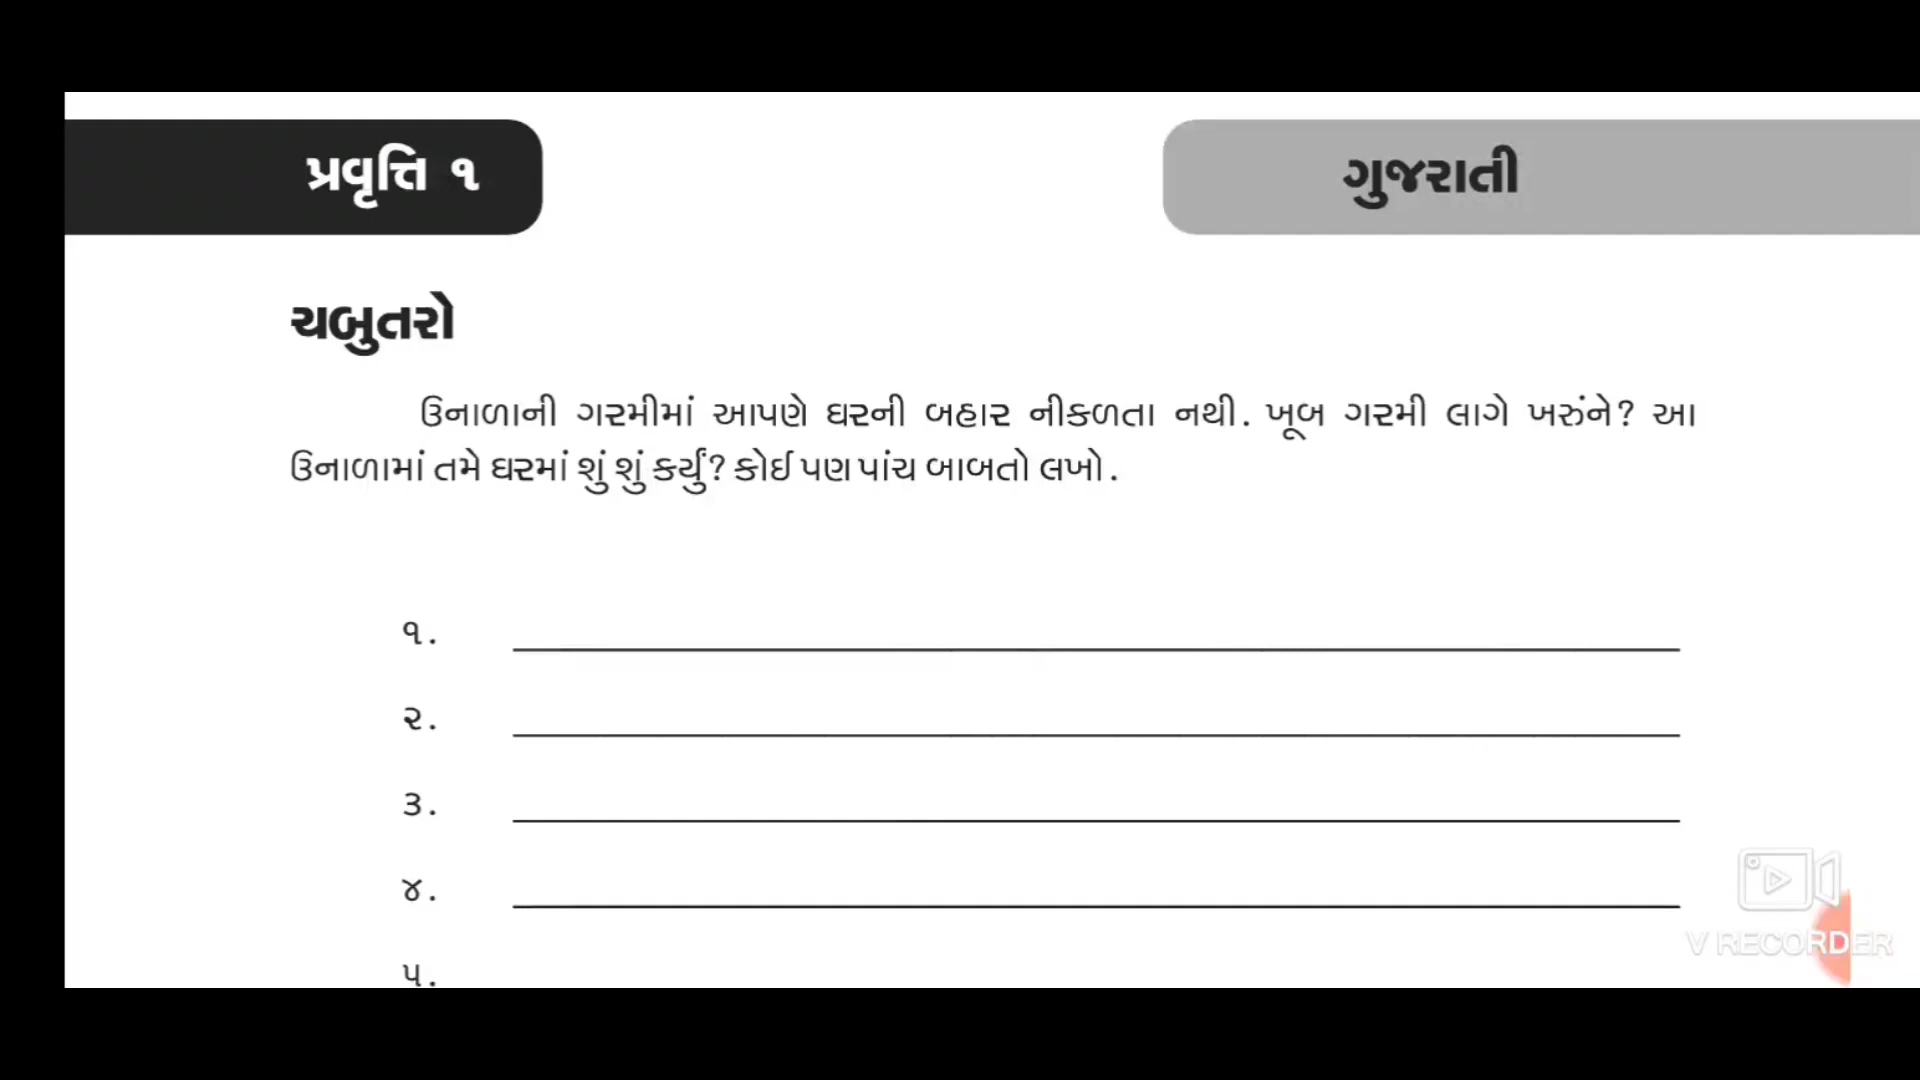 પ્રવૃત્તિ ૧
ગુજરાતી
ચબુતરો
ઉનાળાની ગરમીમાં આપણે ઘરની બહાર નીકળતા નથી. ખૂબ ગરમી લાગે ખરુંને? આ
ઉનાળામાં તમે ઘરમાં શું શું કર્યું? કોઈ પણ પાંચ બાબતો લખો.
૧.
૨.
૩.
૪.
૫.
V RECORDER